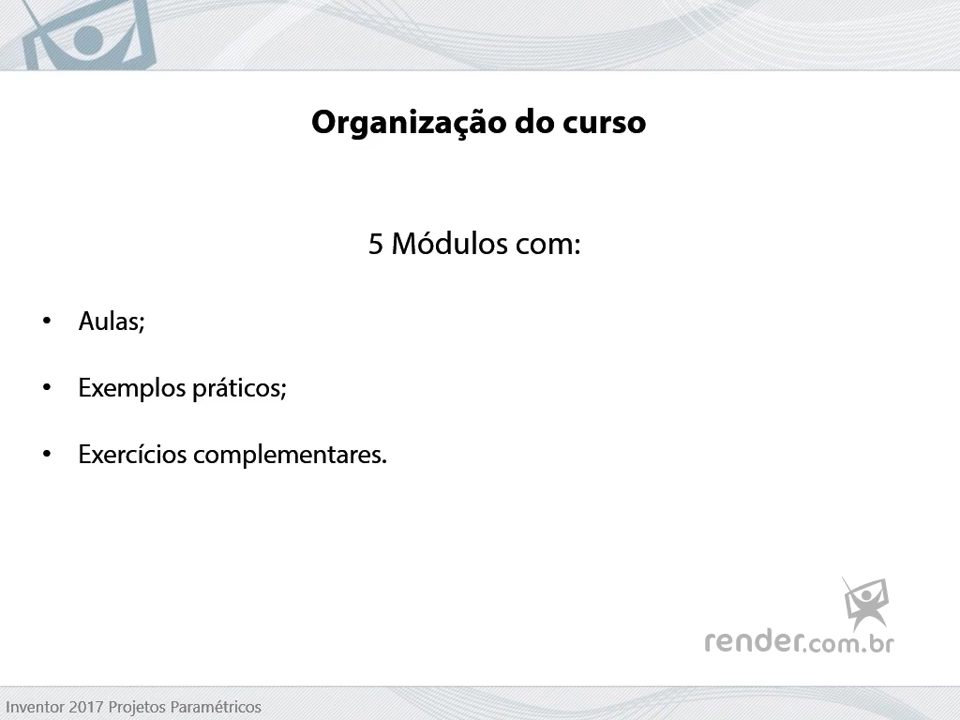 Organização do curso
5 Módulos com:
• Aulas;
• Exemplos práticos;
• Exercícios complementares.
render.com.br
Inventor 2017 Projetos Paramétricos